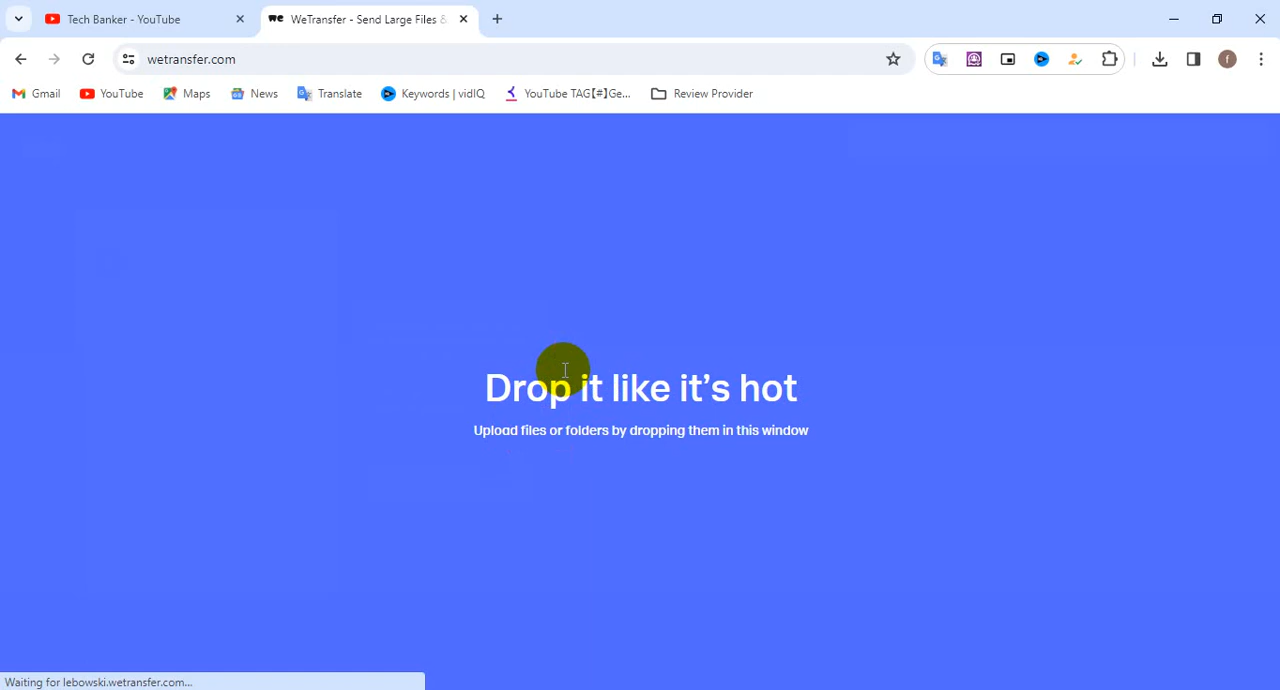 Tech Banker - YouTube
WeTransfer - Send Large Files &
wetransfer.com
f
Gmail
YouTube
Maps
News
Translate
Keywords | vidIQ
YouTube TAG【#】Ge...
Review Provider
Drop it like it's hot
Upload files or folders by dropping them in this window
Waiting for lebowski.wetransfer.com...